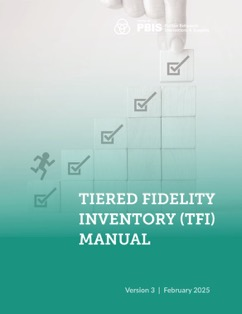 PBIS
TIERED FIDELITY
INVENTORY (TFI)
MANUAL
Version 3 | February 2025